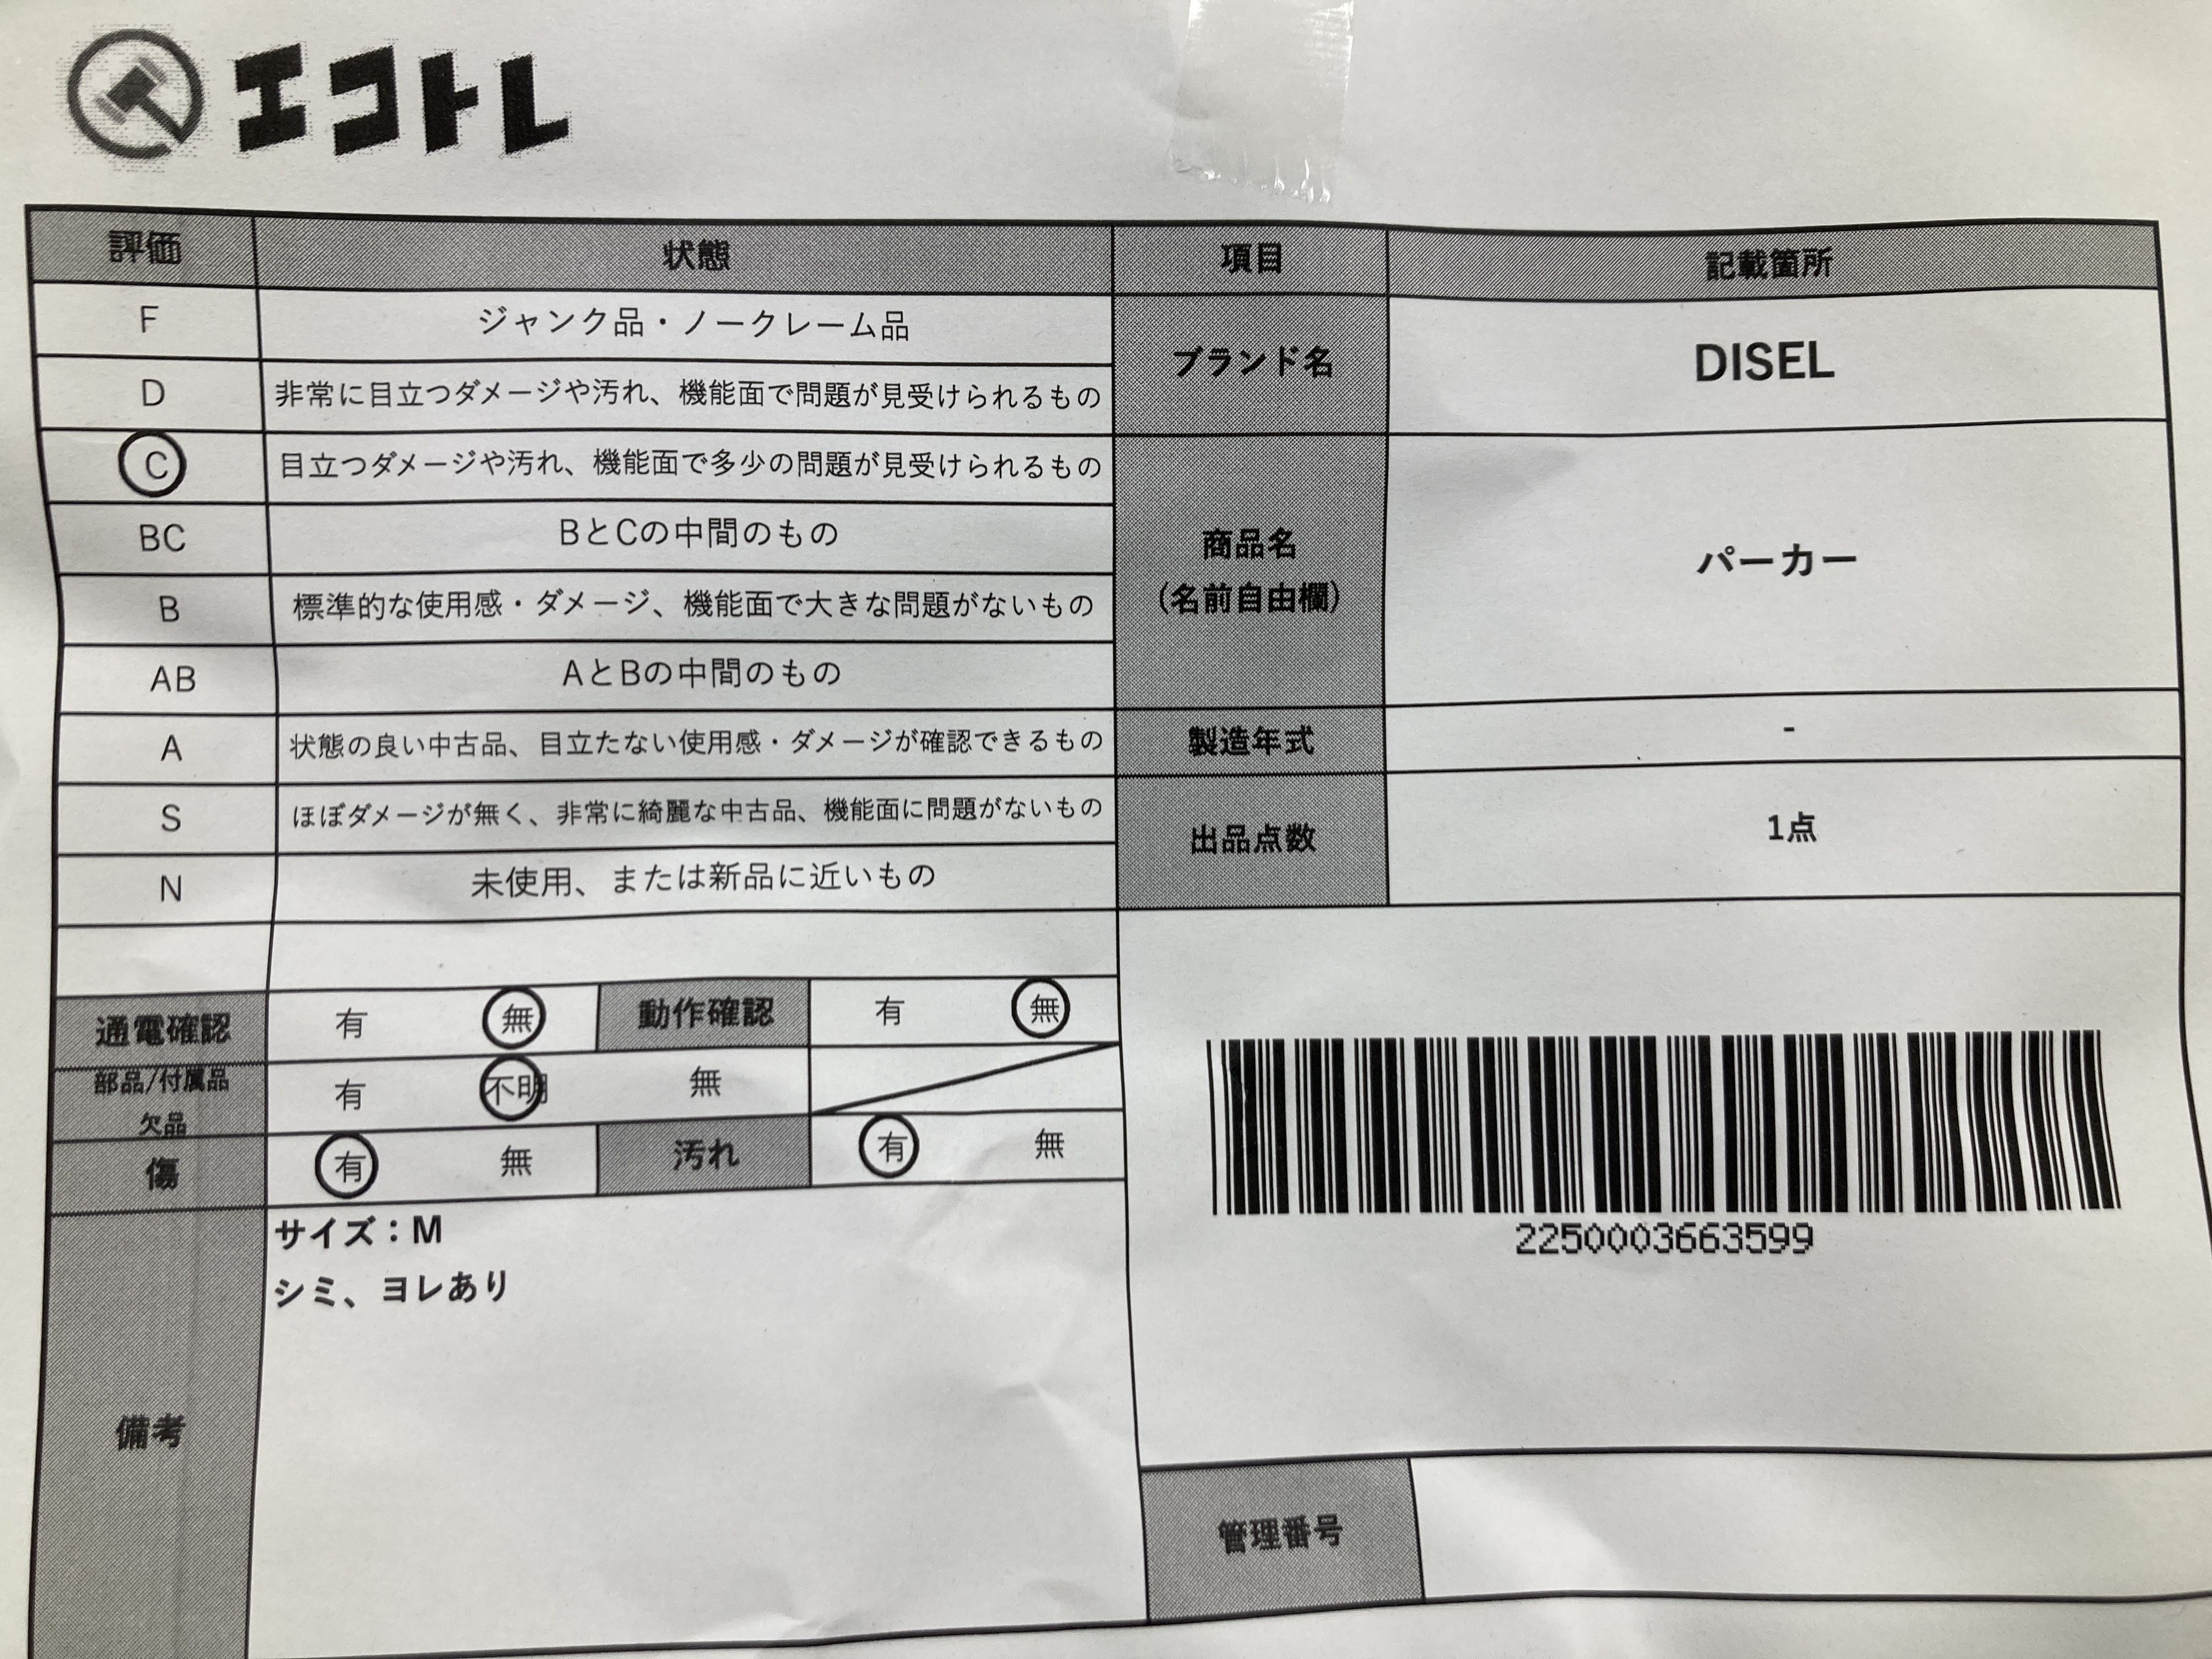 エコトレ
評価 状態 項目 記載箇所
F ジャンク品・ノークレーム品
D 非常に目立つダメージや汚れ、機能面で問題が見受けられるもの
ブランド名 DISEL
C 目立つダメージや汚れ、機能面で多少の問題が見受けられるもの
BC BとCの中間のもの
B 標準的な使用感・ダメージ、機能面で大きな問題がないもの
商品名
(名前自由欄)
パーカー
AB AとBの中間のもの
A 状態の良い中古品、目立たない使用感・ダメージが確認できるもの
製造年式 -
S ほぼダメージが無く、非常に綺麗な中古品、機能面に問題がないもの
出品点数 1点
N 未使用、または新品に近いもの
通電確認 有 無 動作確認 有 無
部品/付属品
欠品
有 不明 無
傷 有 無 汚れ 有 無
2250003663599
備考
サイズ：M
シミ、ヨレあり
管理番号